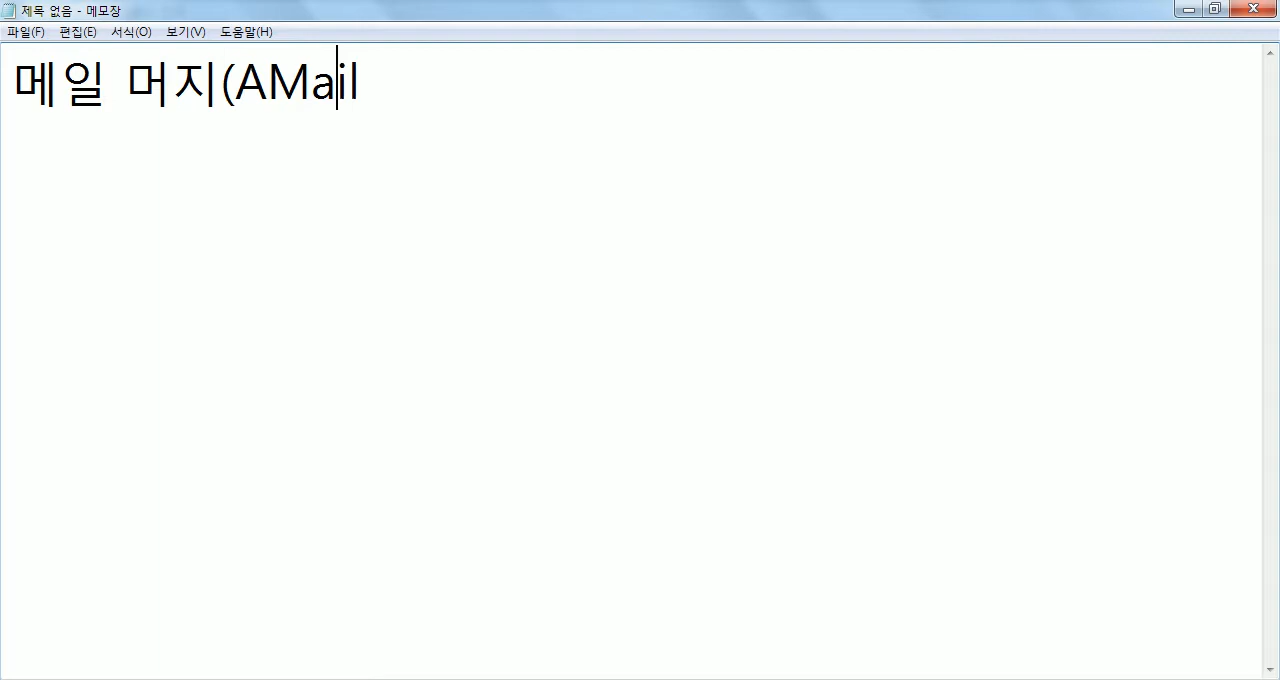 제목 없음 - 메모장
파일(F) 편집(E) 서식(O) 보기(V) 도움말(H)
메일 머지(AMail